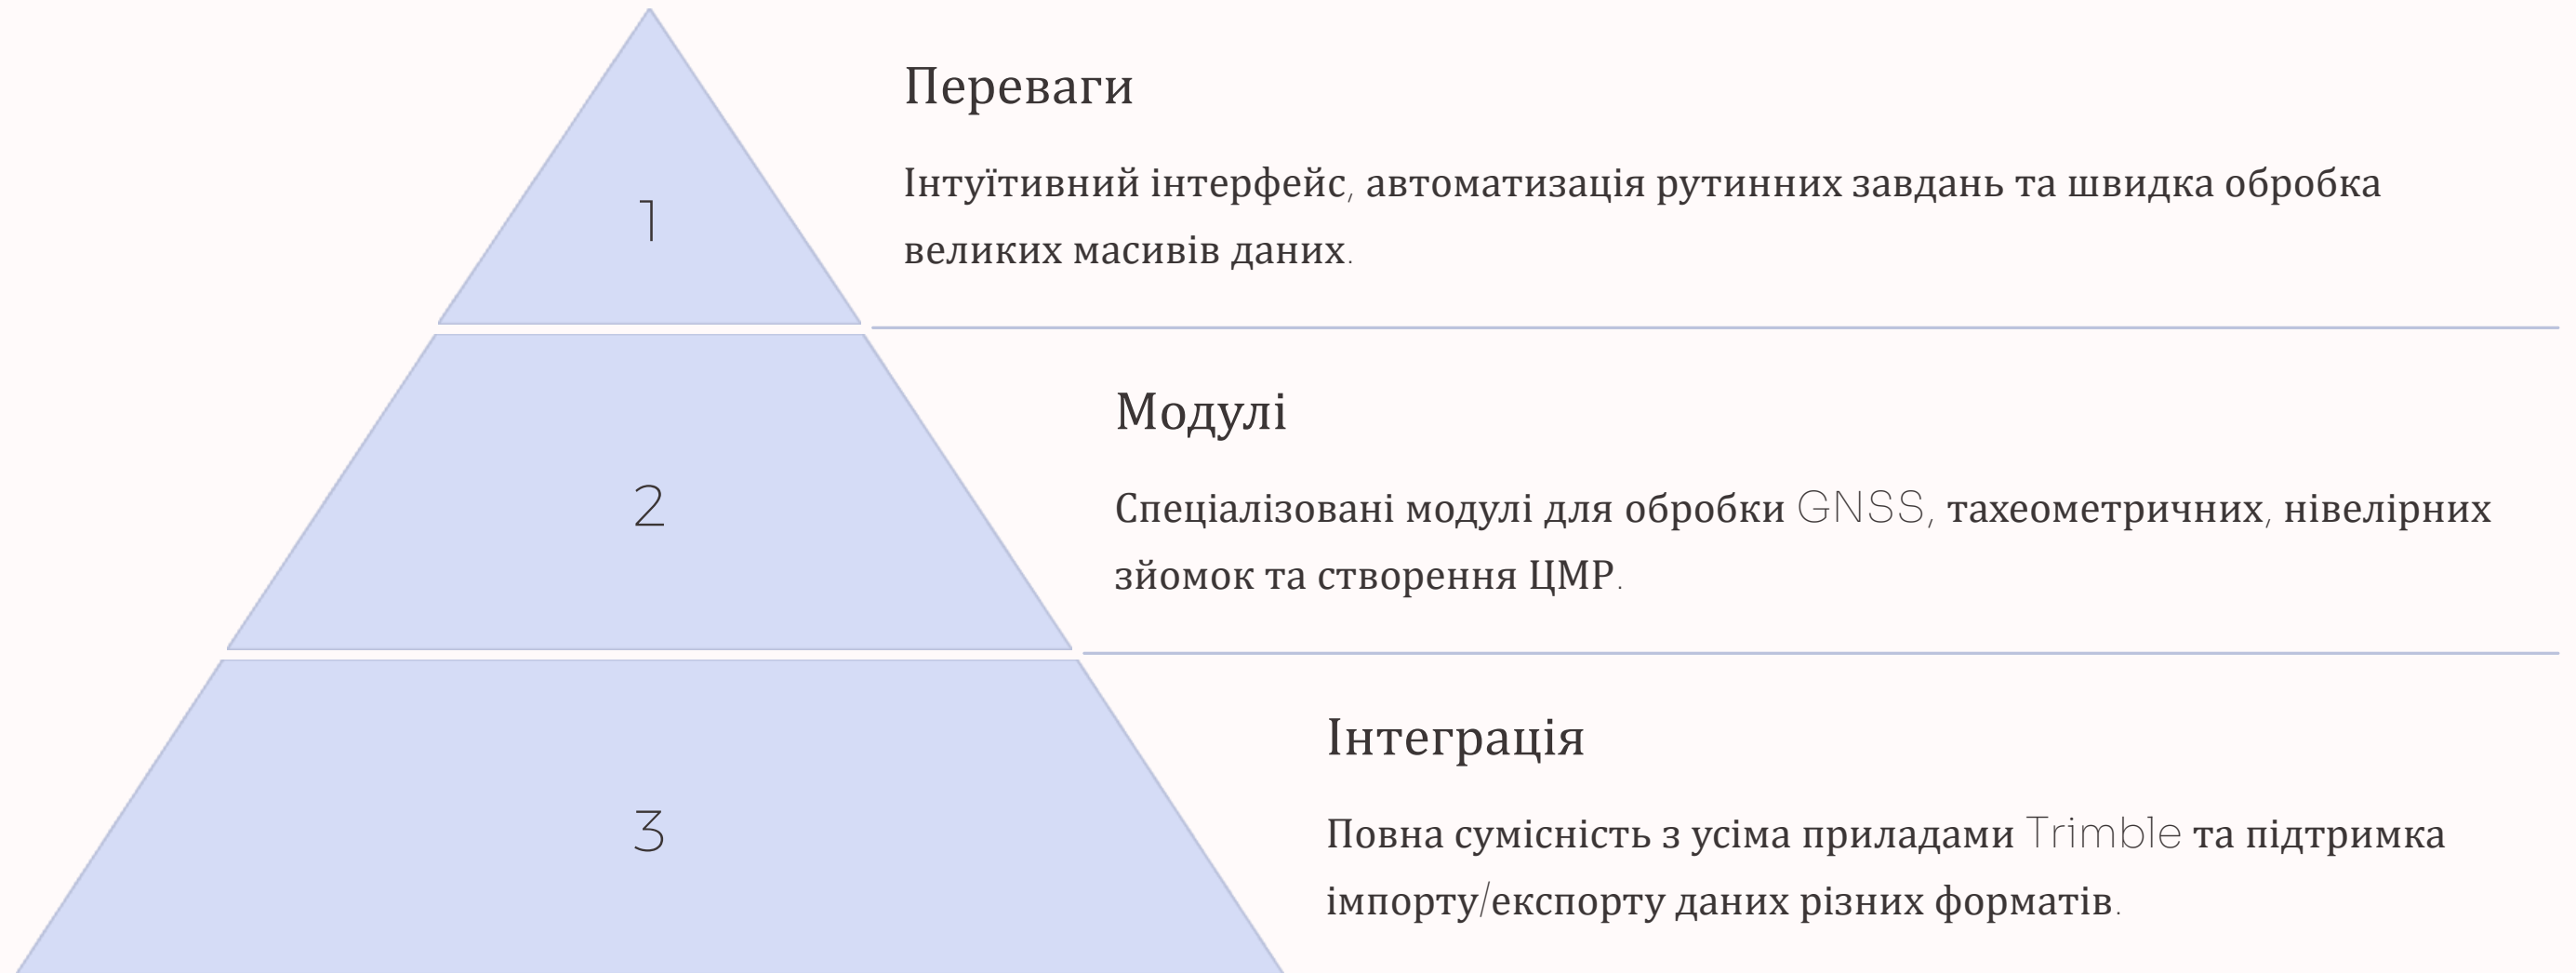 1
Переваги
Інтуїтивний інтерфейс, автоматизація рутинних завдань та швидка обробка
великих масивів даних.
2
Модулі
Спеціалізовані модулі для обробки GNSS, тахеометричних, нівелірних
зйомок та створення ЦМР.
3
Інтеграція
Повна сумісність з усіма приладами Trimble та підтримка
імпорту/експорту даних різних форматів.